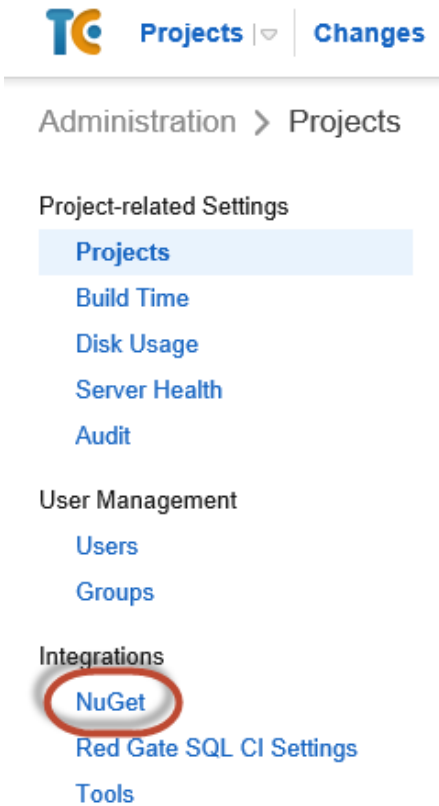 TC Projects Changes
Administration > Projects
Project-related Settings
Projects
Build Time
Disk Usage
Server Health
Audit
User Management
Users
Groups
Integrations
NuGet
Red Gate SQL CI Settings
Tools